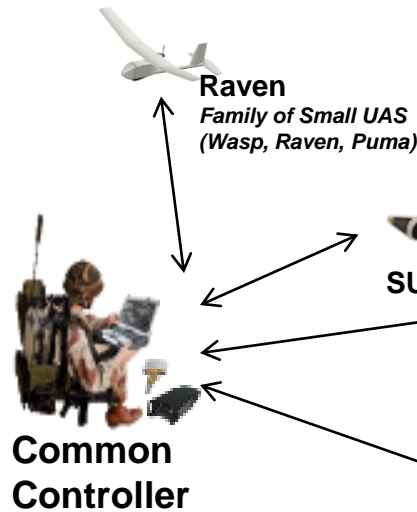 Raven
Family of Small UAS
(Wasp, Raven, Puma)
SU
Common
Controller